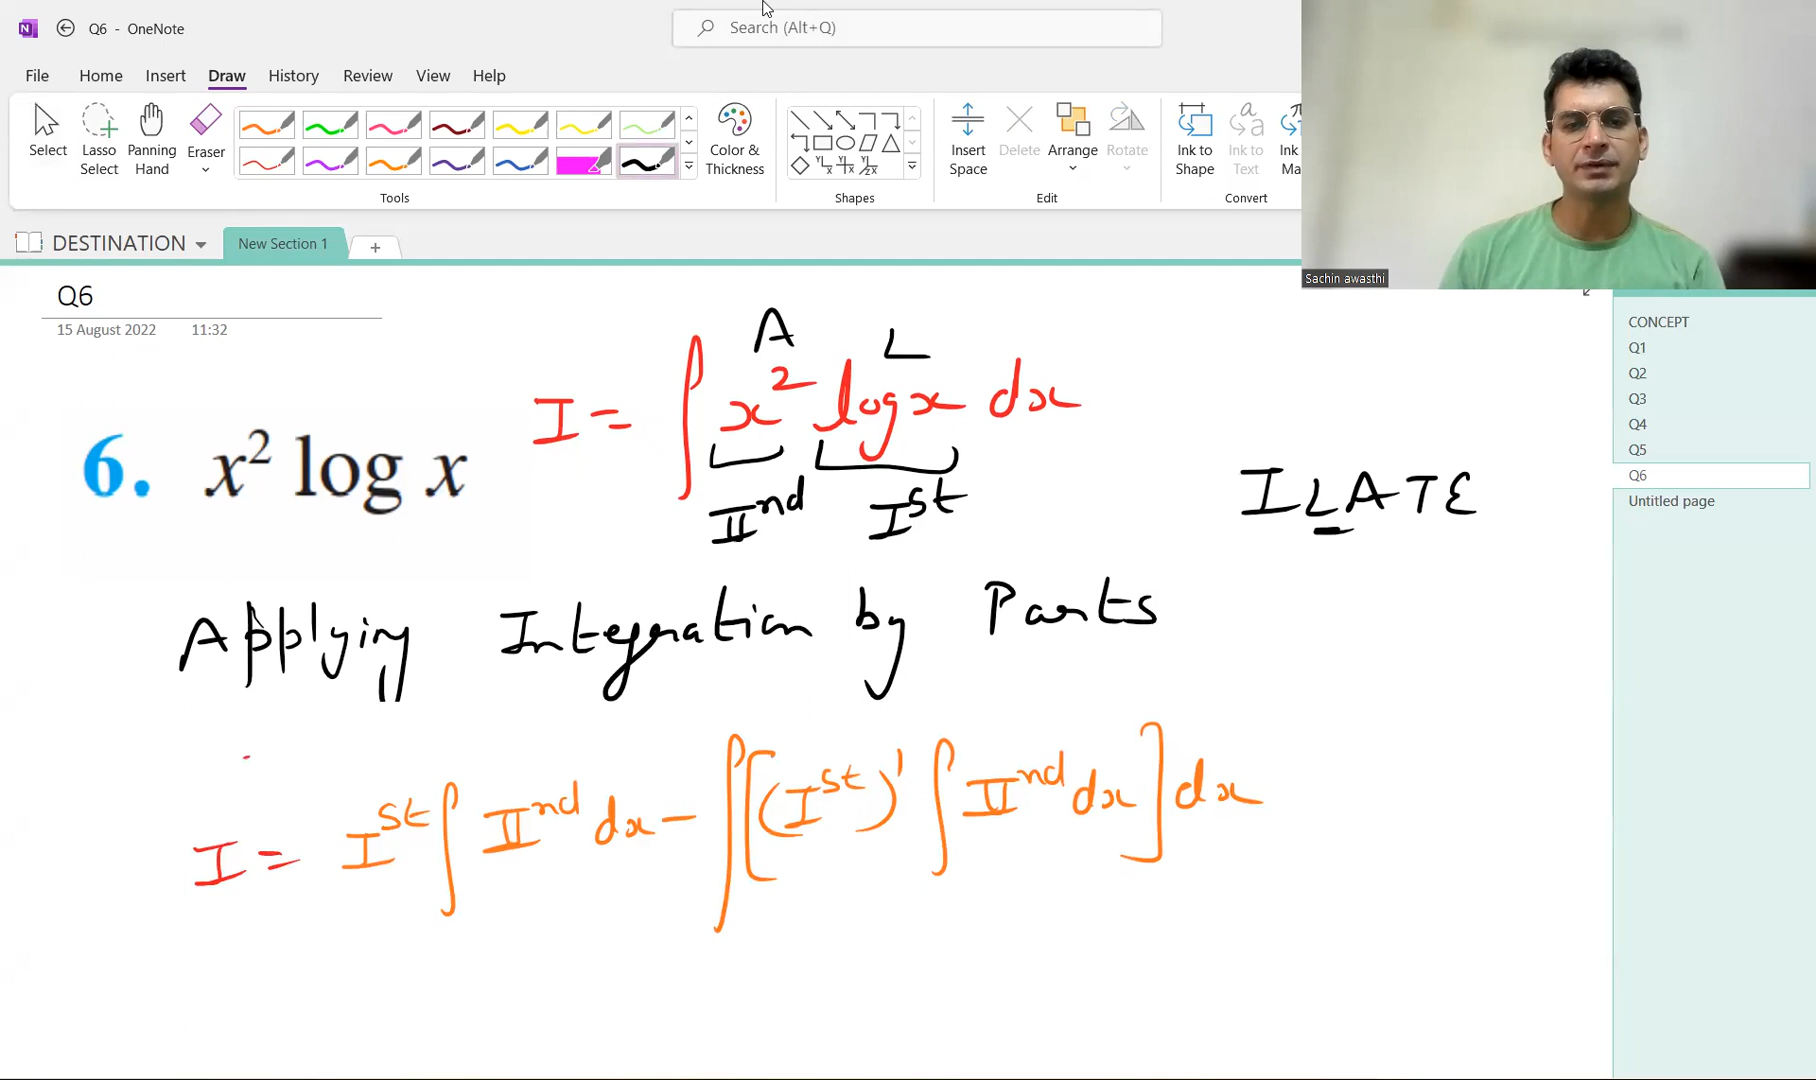 Q6 - OneNote
Search (Alt+Q)
File Home Insert Draw History Review View Help
Select Lasso Select Panning Hand Eraser Color & Thickness Insert Space Delete Arrange Rotate Ink to Shape Ink to Text Ink Ma
Tools Shapes Edit Convert
DESTINATION New Section 1 +
Sachin awasthi
Q6
15 August 2022 11:32
CONCEPT
Q1
Q2
Q3
Q4
Q5
Q6
Untitled page
A L
I = ∫ x² log x dx
6. x² log x
IInd Ist
ILATE
Applying Integration by Parts
I = Ist ∫ IInd dx - ∫ [(Ist)' ∫ IInd dx] dx